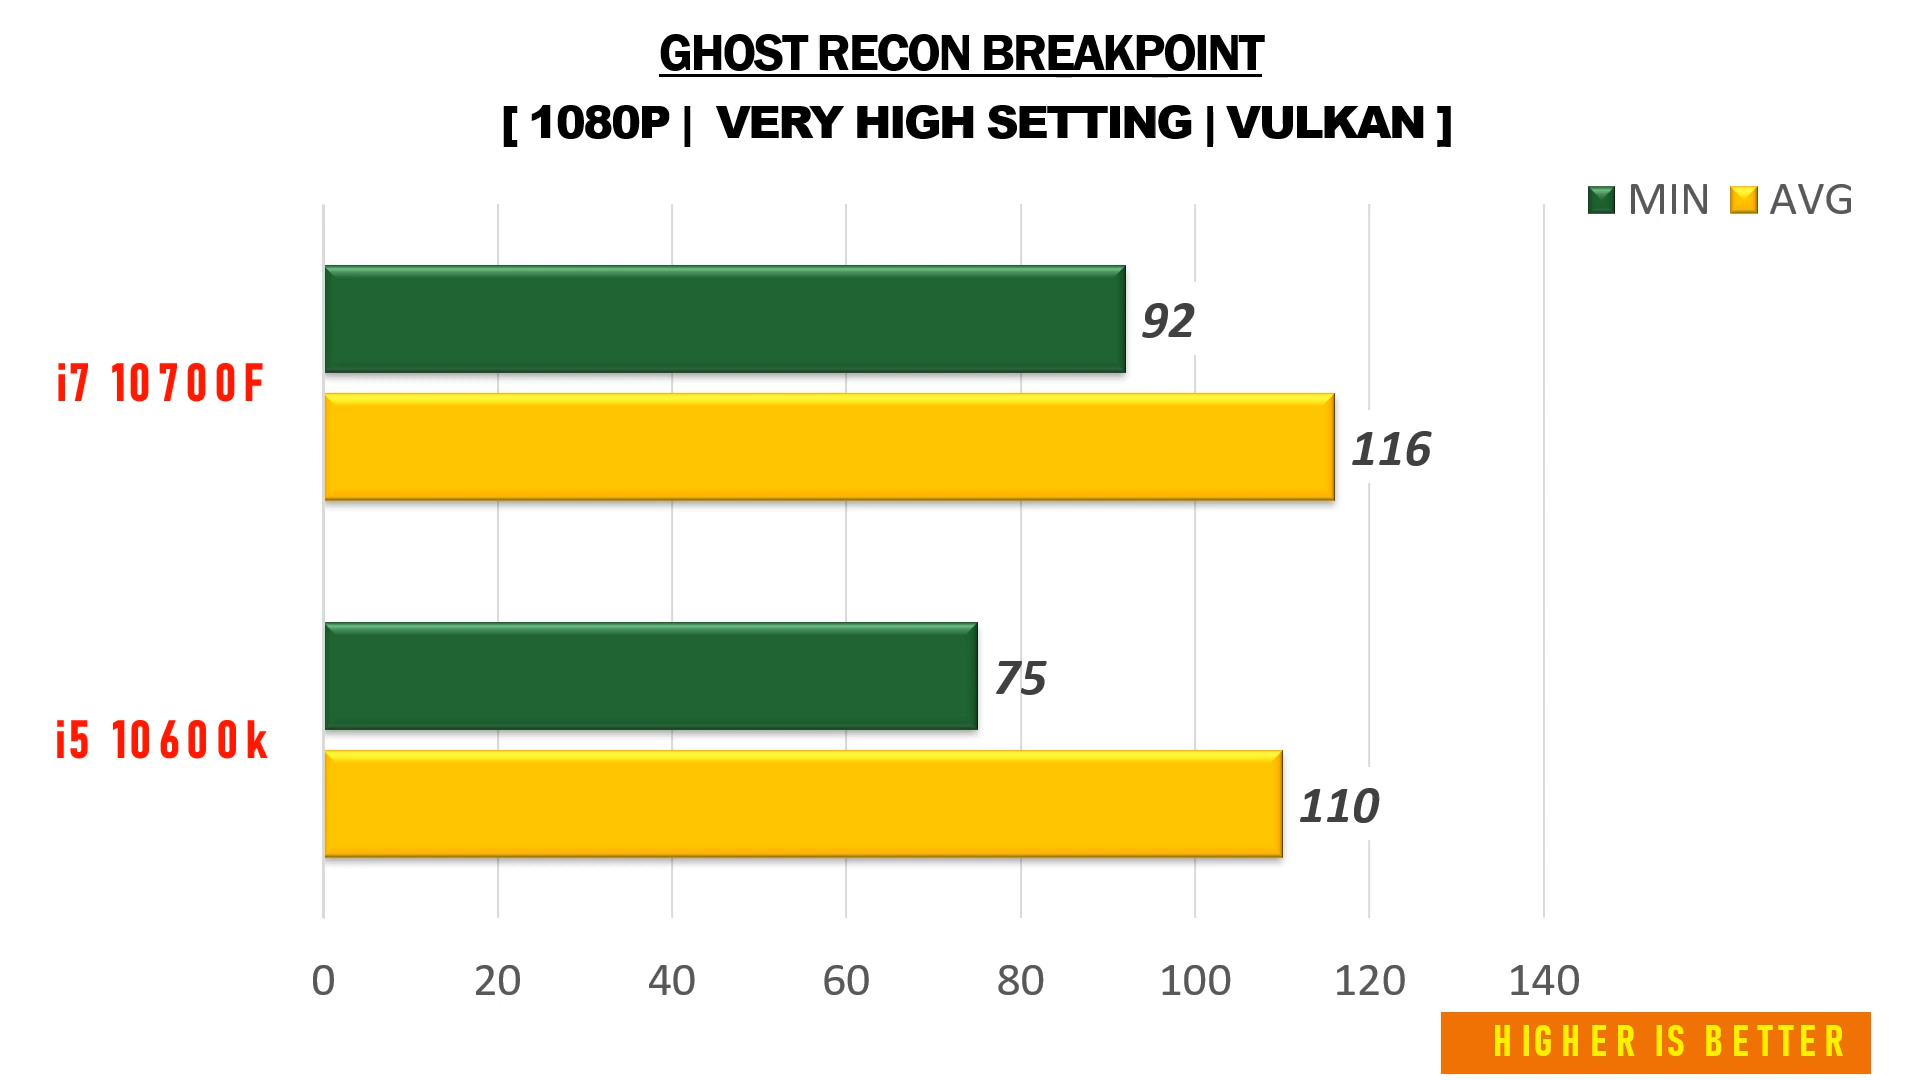 GHOST RECON BREAKPOINT
[ 1080P | VERY HIGH SETTING | VULKAN ]
MIN AVG
i7 10700F
92
116
i5 10600k
75
110
0 20 40 60 80 100 120 140
HIGHER IS BETTER